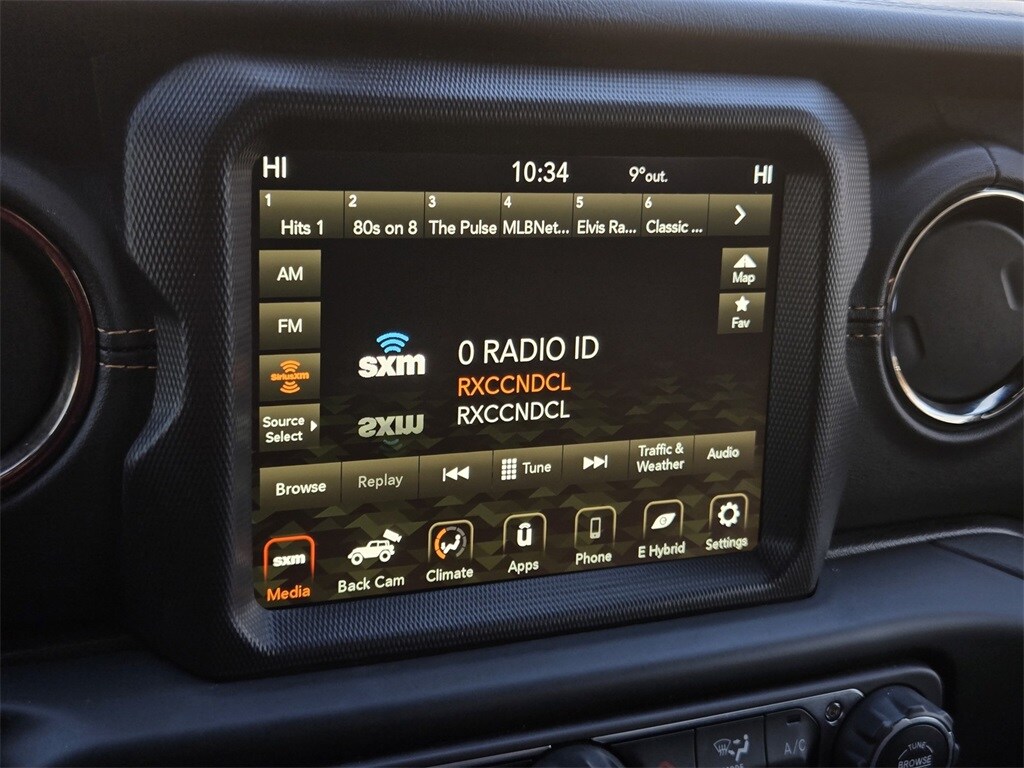 HI 10:34 9°out. HI
1 2 3 4 5 6
Hits 1 80s on 8 The Pulse MLBNet... Elvis Ra... Classic ...
AM
Map
FM
Fav
sxm 0 RADIO ID
SiriusXM
RXCCNDCL
RXCCNDCL
Source
Select
Browse Replay Tune Traffic &
Weather
Audio
sxm
Media Back Cam Climate Apps Phone E Hybrid Settings
MODE
A/C
TUNE
BROWSE